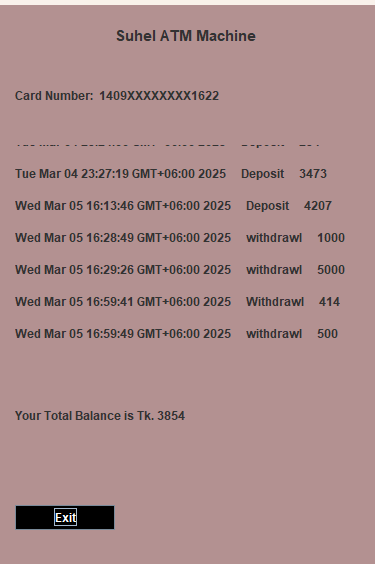 Suhel ATM Machine
Card Number: 1409XXXXXXXX1622
Tue Mar 04 23:27:19 GMT+06:00 2025 Deposit 3473
Wed Mar 05 16:13:46 GMT+06:00 2025 Deposit 4207
Wed Mar 05 16:28:49 GMT+06:00 2025 withdrawl 1000
Wed Mar 05 16:29:26 GMT+06:00 2025 withdrawl 5000
Wed Mar 05 16:59:41 GMT+06:00 2025 Withdrawl 414
Wed Mar 05 16:59:49 GMT+06:00 2025 withdrawl 500
Your Total Balance is Tk. 3854
Exit